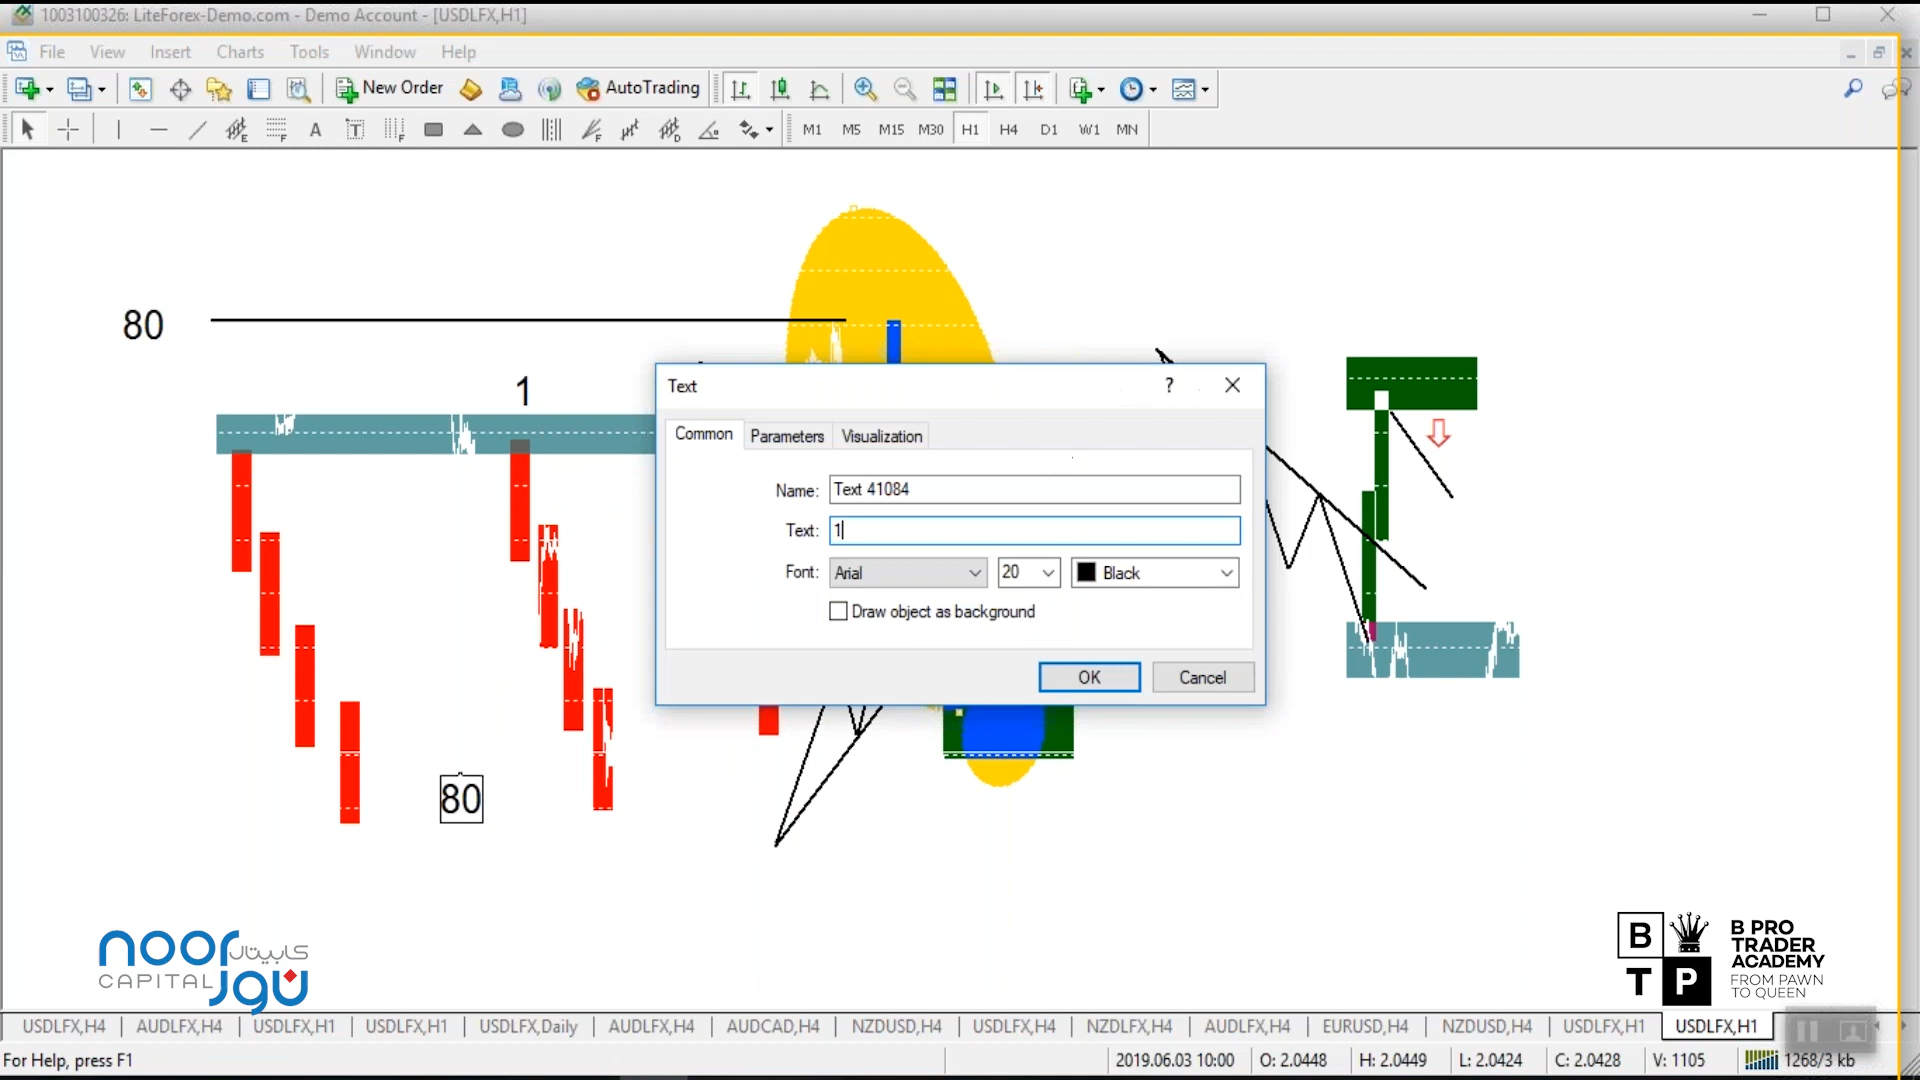 1003100326: LiteForex-Demo.com - Demo Account - [USDLFX,H1]
File View Insert Charts Tools Window Help
New Order AutoTrading
A T M1 M5 M15 M30 H1 H4 D1 W1 MN
80
1
Text ?
Common Parameters Visualization
Name: Text 41084
Text: 1
Font: Arial 20 Black
Draw object as background
OK Cancel
80
noor كابيتال
CAPITAL نور
B T P
B PRO
TRADER
ACADEMY
FROM PAWN
TO QUEEN
USDLFX,H4 AUDLFX,H4 USDLFX,H1 USDLFX,H1 USDLFX,Daily AUDLFX,H4 AUDCAD,H4 NZDUSD,H4 USDLFX,H4 NZDLFX,H4 AUDLFX,H4 EURUSD,H4 NZDUSD,H4 USDLFX,H1 USDLFX,H1
For Help, press F1 2019.06.03 10:00 O: 2.0448 H: 2.0449 L: 2.0424 C: 2.0428 V: 1105 1268/3 kb